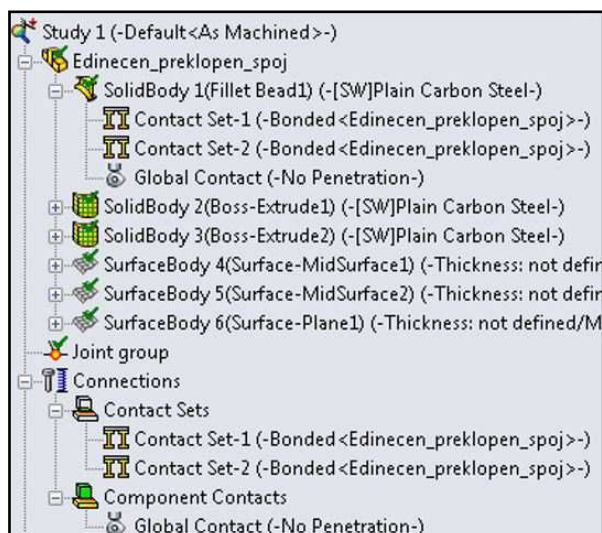 Study 1 (-Default<As Machined>-)
Edinecen_preklopen_spoj
SolidBody 1(Fillet Bead1) (-[SW]Plain Carbon Steel-)
Contact Set-1 (-Bonded<Edinecen_preklopen_spoj>-)
Contact Set-2 (-Bonded<Edinecen_preklopen_spoj>-)
Global Contact (-No Penetration-)
SolidBody 2(Boss-Extrude1) (-[SW]Plain Carbon Steel-)
SolidBody 3(Boss-Extrude2) (-[SW]Plain Carbon Steel-)
SurfaceBody 4(Surface-MidSurface1) (-Thickness: not defin
SurfaceBody 5(Surface-MidSurface2) (-Thickness: not defin
SurfaceBody 6(Surface-Plane1) (-Thickness: not defined/M
Joint group
Connections
Contact Sets
Contact Set-1 (-Bonded<Edinecen_preklopen_spoj>-)
Contact Set-2 (-Bonded<Edinecen_preklopen_spoj>-)
Component Contacts
Global Contact (-No Penetration-)